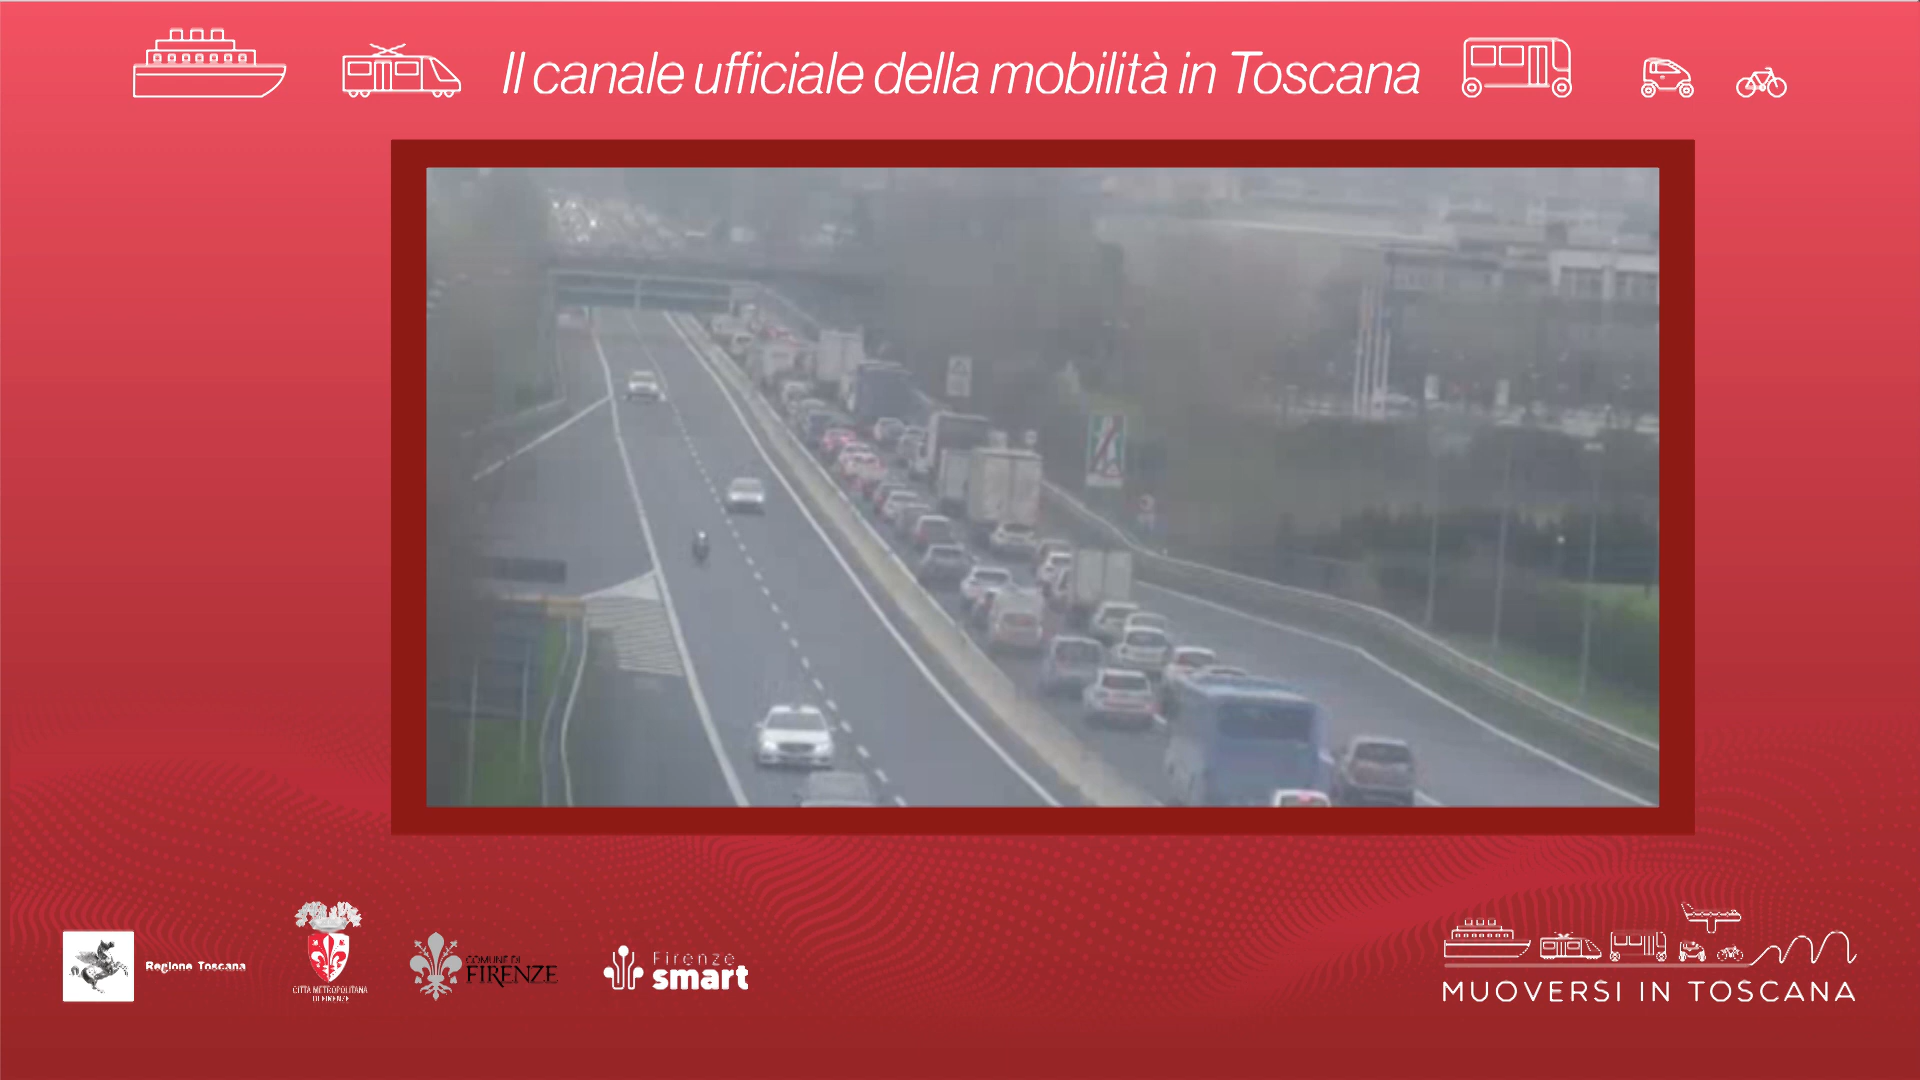 Il canale ufficiale della mobilità in Toscana
Regione Toscana
CITTÀ METROPOLITANA
DI FIRENZE
COMUNE DI
FIRENZE
Firenze
smart
MUOVERSI IN TOSCANA